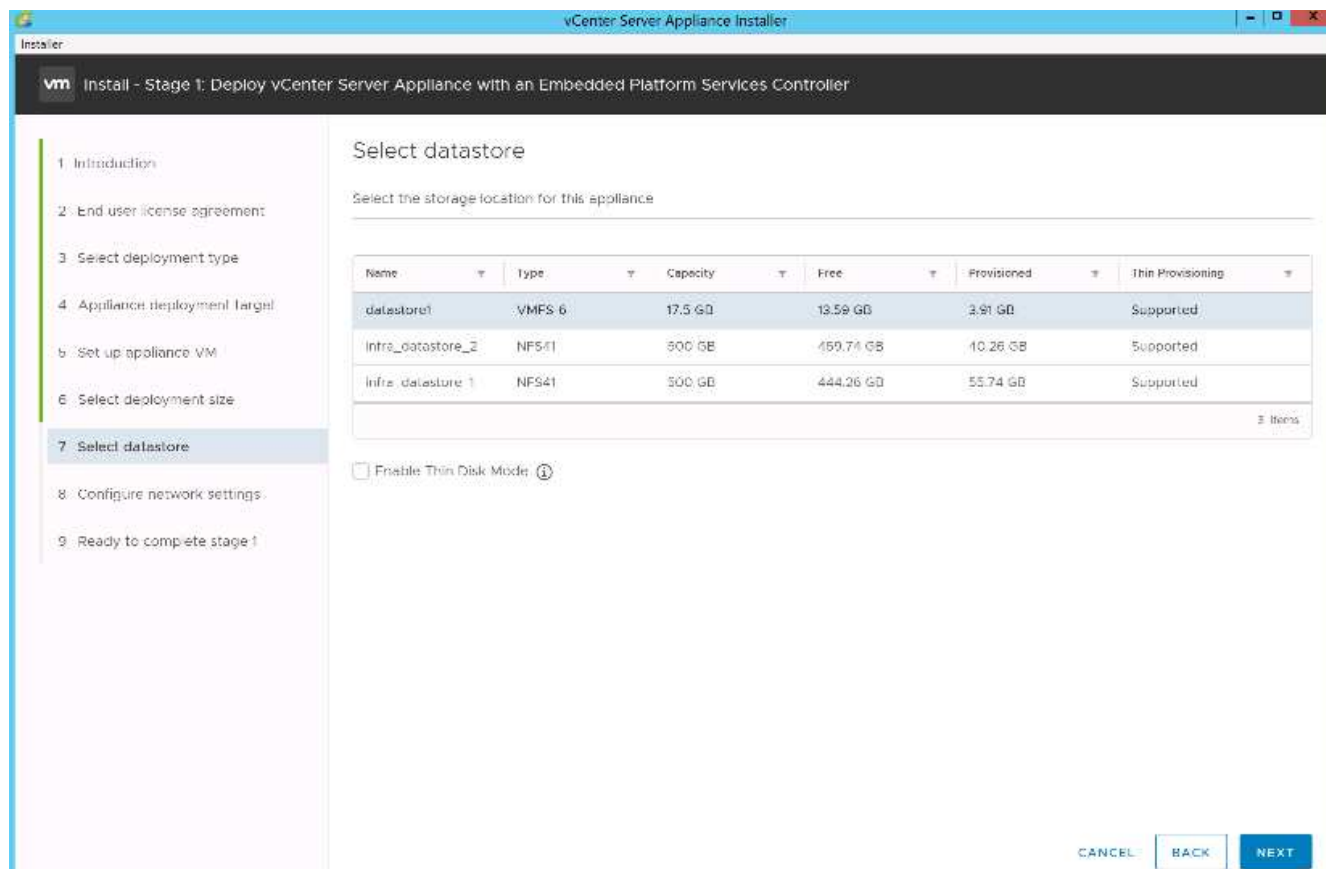 vCenter Server Appliance Installer
Installer
vm Install - Stage 1: Deploy vCenter Server Appliance with an Embedded Platform Services Controller
1 Introduction
2 End user license agreement
3 Select deployment type
4 Appliance deployment target
5 Set up appliance VM
6 Select deployment size
7 Select datastore
8 Configure network settings
9 Ready to complete stage 1
Select datastore
Select the storage location for this appliance
Name Type Capacity Free Provisioned Thin Provisioning
datastore1 VMFS-6 17.5 GB 13.59 GB 3.91 GB Supported
infra_datastore_2 NFS41 500 GB 459.74 GB 40.26 GB Supported
infra_datastore_1 NFS41 500 GB 444.26 GB 55.74 GB Supported
3 items
Enable Thin Disk Mode
CANCEL BACK NEXT